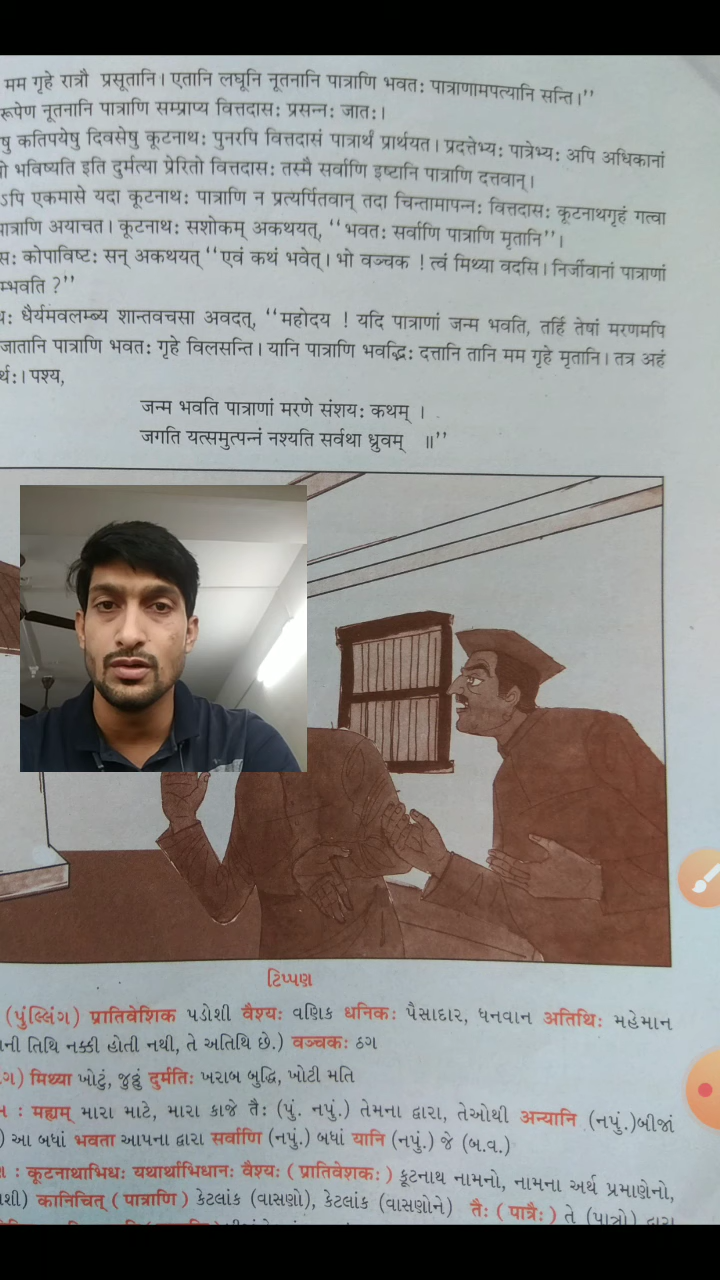 मम गृहे रात्रौ प्रसूतानि। एतानि लघूनि नूतनानि पात्राणि भवतः पात्राणामपत्यानि सन्ति।’’
रूपेण नूतनानि पात्राणि सम्प्राप्य वित्तदासः प्रसन्नः जातः।
षु कतिपयेषु दिवसेषु कूटनाथः पुनरपि वित्तदासं पात्रार्थं प्रार्थयत। प्रदत्तेभ्यः पात्रेभ्यः अपि अधिकानां
भविष्यति इति दुर्मत्या प्रेरितो वित्तदासः तस्मै सर्वाणि इष्टानि पात्राणि दत्तवान्।
ऽपि एकमासे यदा कूटनाथः पात्राणि न प्रत्यर्पितवान् तदा चिन्तामापन्नः वित्तदासः कूटनाथगृहं गत्वा
पात्राणि अयाचत। कूटनाथः सशोकम् अकथयत्, ‘‘भवतः सर्वाणि पात्राणि मृतानि’’।
सः कोपाविष्टः सन् अकथयत् ‘‘एवं कथं भवेत्। भो वञ्चक ! त्वं मिथ्या वदसि। निर्जीवानां पात्राणां
म्भवति ?’’
धैर्यमवलम्ब्य शान्तवचसा अवदत्, ‘‘महोदय ! यदि पात्राणां जन्म भवति, तर्हि तेषां मरणमपि
जातानि पात्राणि भवतः गृहे विलसन्ति। यानि पात्राणि भवद्भिः दत्तानि तानि मम गृहे मृतानि। तत्र अहं
र्थः। पश्य,
जन्म भवति पात्राणां मरणे संशयः कथम् ।
जगति यत्समुत्पन्नं नश्यति सर्वथा ध्रुवम् ॥’’
ટિપ્પણ
(પુંલ્લિંગ) प्रातिवेशिक પડોશી वैश्यः વણિક धनिकः પૈસાદાર, ધનવાન अतिथिः મહેમાન
ની તિથિ નક્કી હોતી નથી, તે અતિથિ છે.) वञ्चकः ઠગ
ગ) मिथ्या ખોટું, જુઠ્ઠું दुर्मतिः ખરાબ બુદ્ધિ, ખોટી મતિ
: मह्यम् મારા માટે, મારા કાજે तैः (પું. નપું.) તેમના દ્વારા, તેઓથી अन्यानि (નપું.)બીજાં
) આ બધાં भवता આપના દ્વારા सर्वाणि (નપું.) બધાં यानि (નપું.) જે (બ.વ.)
: कूटनाथाभिधः यथार्थाभिधानः वैश्यः ( प्रातिवेशकः ) કૂટનાથ નામનો, નામના અર્થ પ્રમાણેનો,
શી) कानिचित् ( पात्राणि ) કેટલાંક (વાસણો), કેટલાંક (વાસણોને) तैः ( पात्रैः ) તે (પાત્રો) દ્વારા